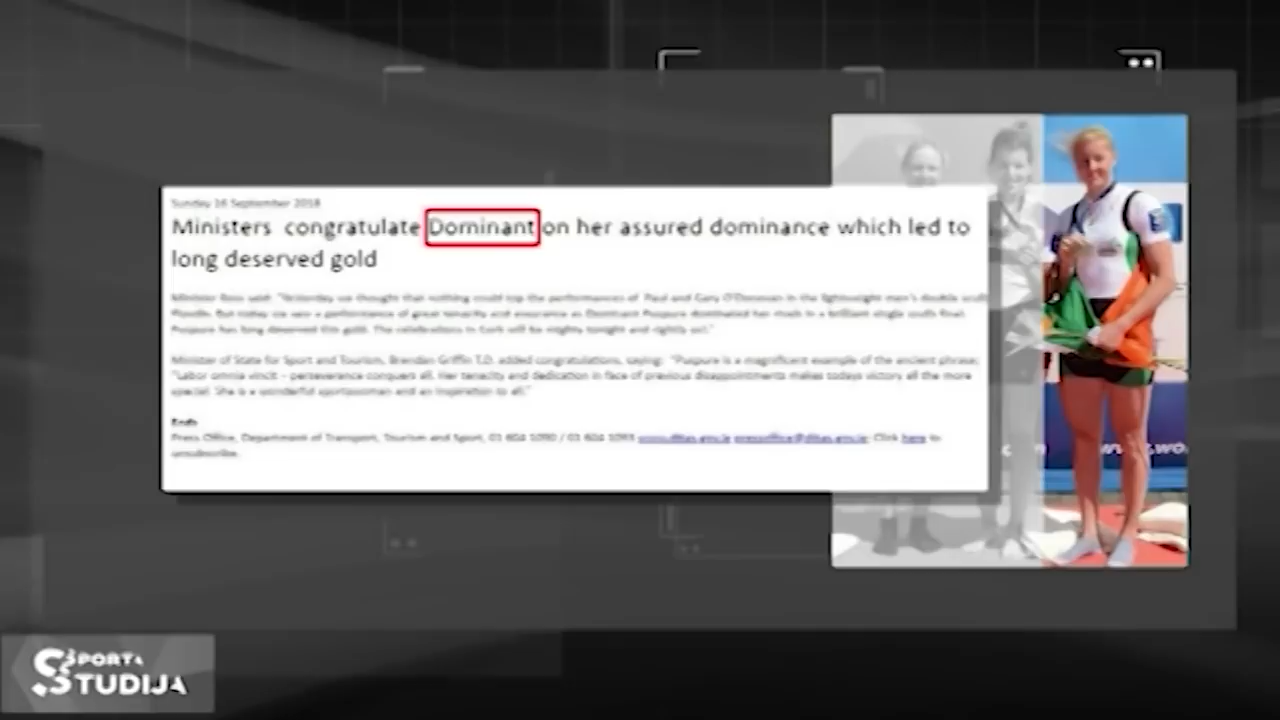 Sunday 16 September 2018
Ministers congratulate Dominant on her assured dominance which led to
long deserved gold
Minister Ross said: "Yesterday we thought that nothing could top the performances of Paul and Gary O'Donovan in the lightweight men's double sculls
But today we saw a performance of great tenacity and assurance as Dominant Puspure dominated her rivals in a brilliant single sculls final.
Puspure has long deserved this gold. The celebrations in Cork will be mighty tonight and rightly so!."
Minister of State for Sport and Tourism, Brendan Griffin T.D. added congratulations, saying: "Puspure is a magnificent example of the ancient phrase;
"Labor omnia vincit - perseverance conquers all. Her tenacity and dedication in face of previous disappointments makes todays victory all the more
special. She is a wonderful sportswoman and an inspiration to all."
Ends
Press Office, Department of Transport, Tourism and Sport, 01 604 1090 / 01 604 1093 www.dttas.gov.ie pressoffice@dttas.gov.ie: Click here to
unsubscribe.
www.wo
SPORTA
STUDIJA